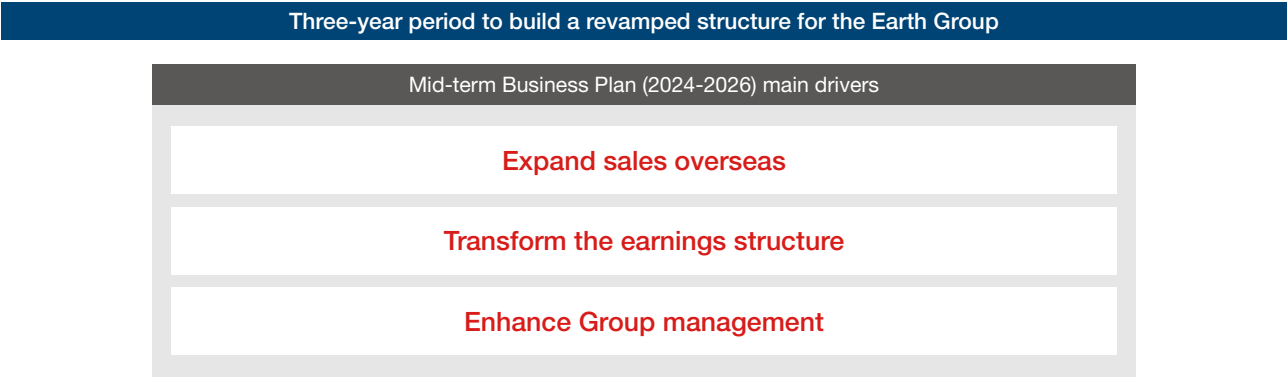 Three-year period to build a revamped structure for the Earth Group
Mid-term Business Plan (2024-2026) main drivers
Expand sales overseas
Transform the earnings structure
Enhance Group management